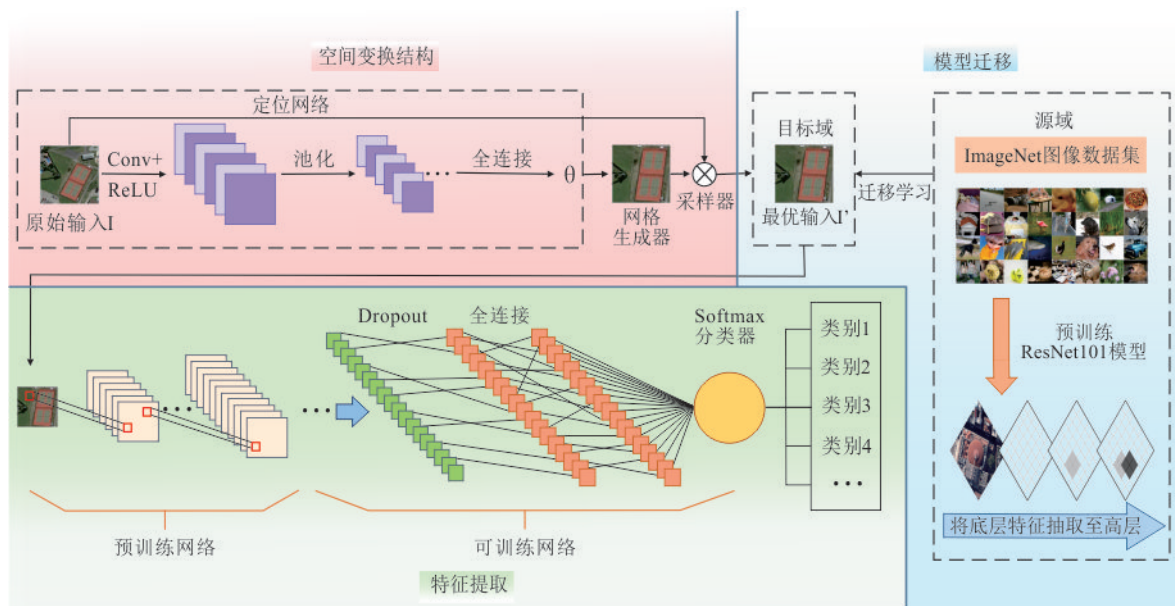 空间变换结构
定位网络
Conv+
ReLU
池化
全连接
θ
原始输入I
网格
生成器
采样器
模型迁移
目标域
最优输入I'
迁移学习
源域
ImageNet图像数据集
预训练
ResNet101模型
将底层特征抽取至高层
Dropout
全连接
Softmax
分类器
类别1
类别2
类别3
类别4
预训练网络
可训练网络
特征提取